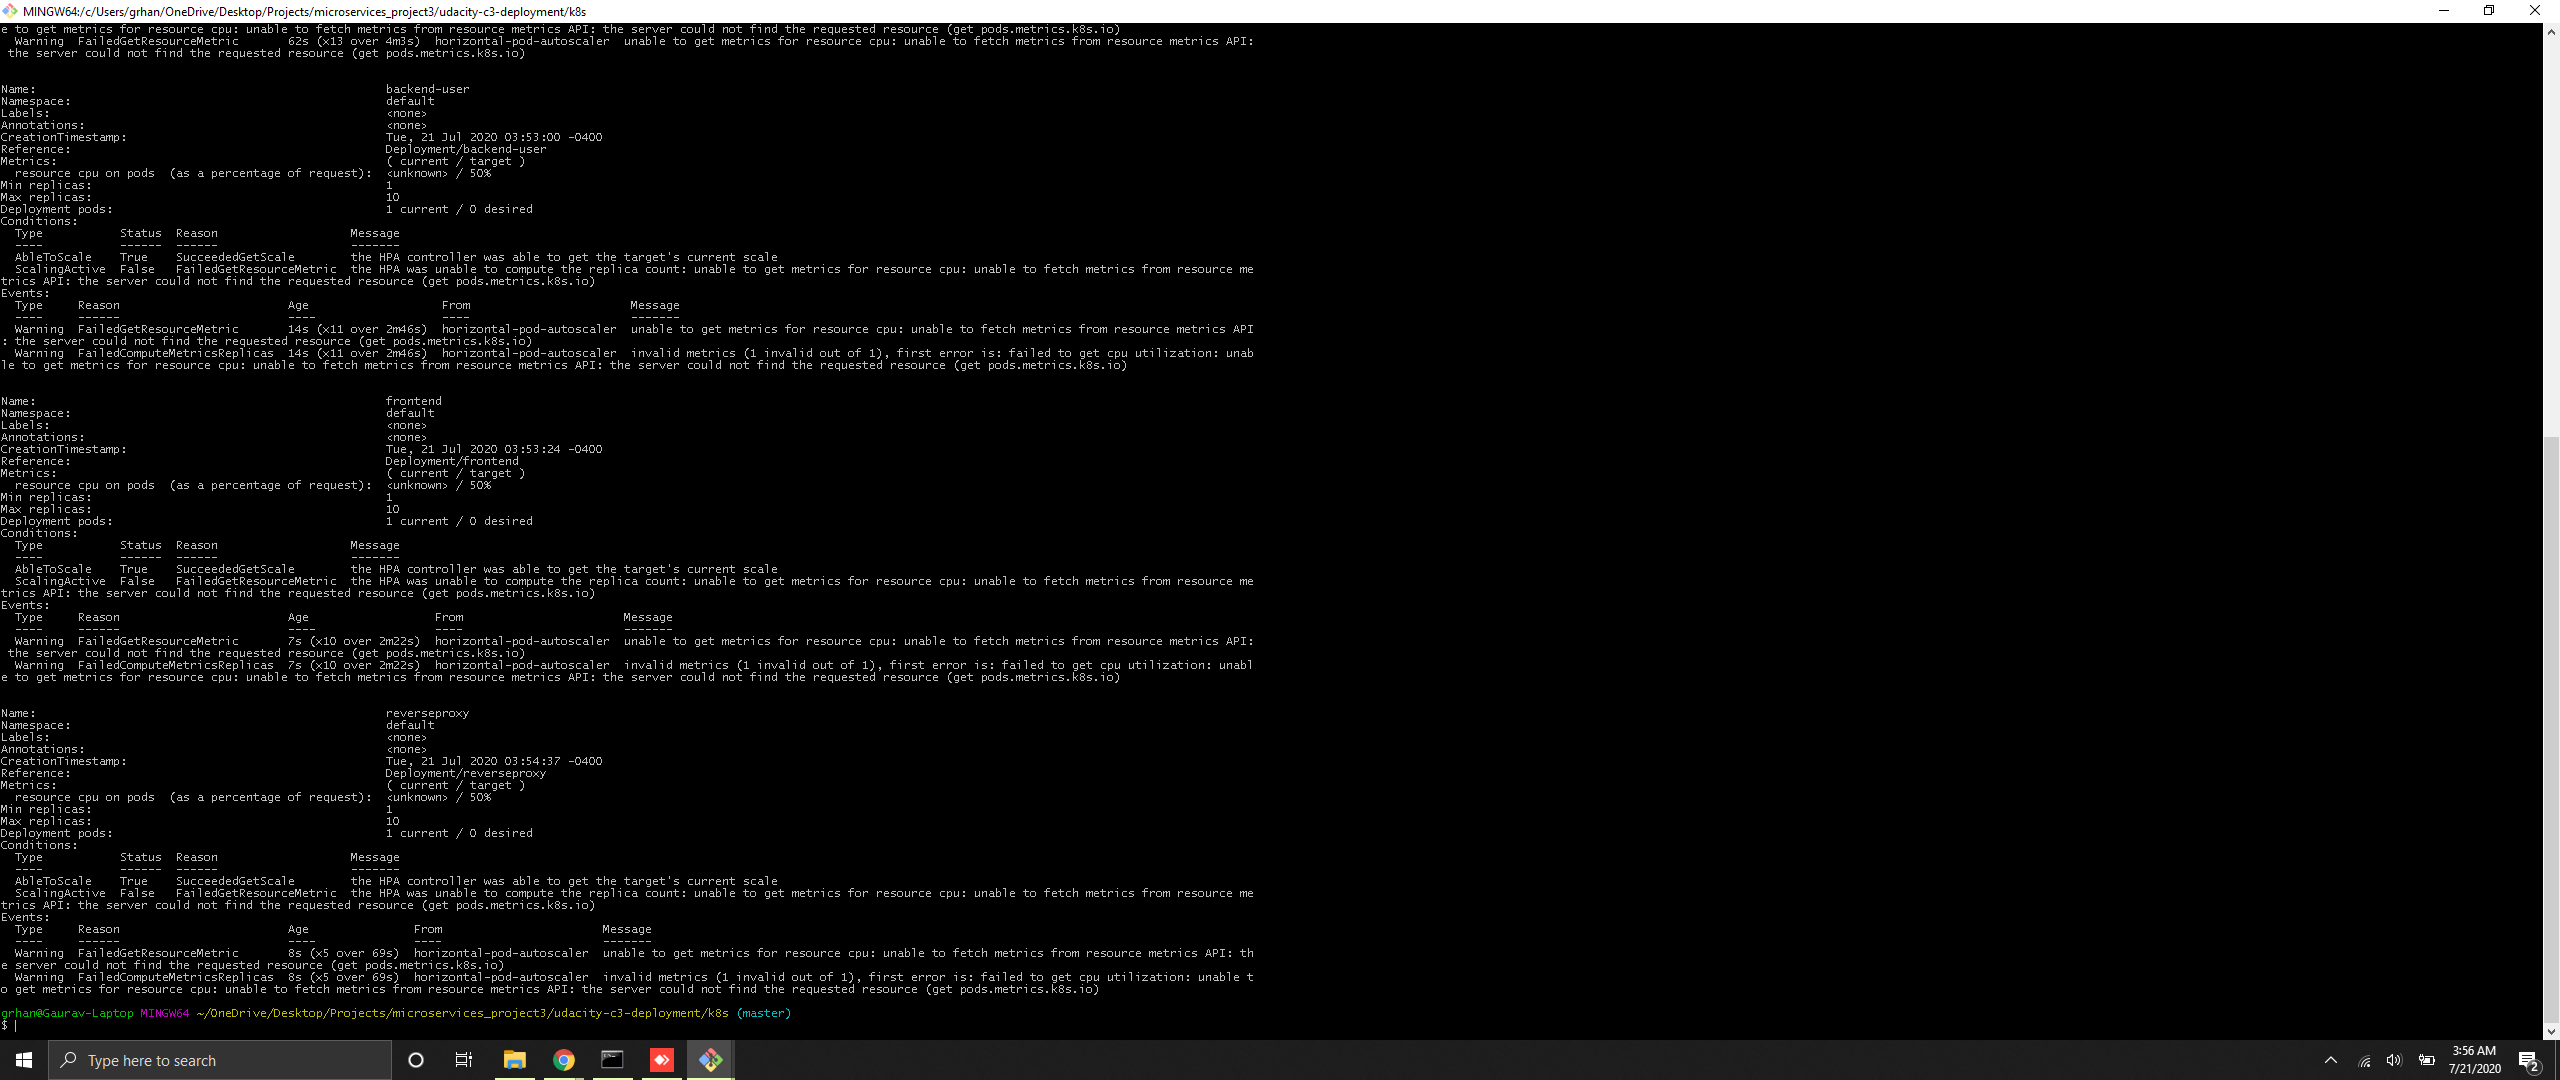 MINGW64:/c/Users/grhan/OneDrive/Desktop/Projects/microservices_project3/udacity-c3-deployment/k8s
e to get metrics for resource cpu: unable to fetch metrics from resource metrics API: the server could not find the requested resource (get pods.metrics.k8s.io)
  Warning  FailedGetResourceMetric       62s (x13 over 4m3s)  horizontal-pod-autoscaler  unable to get metrics for resource cpu: unable to fetch metrics from resource metrics API:
 the server could not find the requested resource (get pods.metrics.k8s.io)
Name:                                                  backend-user
Namespace:                                             default
Labels:                                                <none>
Annotations:                                           <none>
CreationTimestamp:                                     Tue, 21 Jul 2020 03:53:00 -0400
Reference:                                             Deployment/backend-user
Metrics:                                               ( current / target )
  resource cpu on pods  (as a percentage of request):  <unknown> / 50%
Min replicas:                                          1
Max replicas:                                          10
Deployment pods:                                       1 current / 0 desired
Conditions:
  Type           Status  Reason                   Message
  ----           ------  ------                   -------
  AbleToScale    True    SucceededGetScale        the HPA controller was able to get the target's current scale
  ScalingActive  False   FailedGetResourceMetric  the HPA was unable to compute the replica count: unable to get metrics for resource cpu: unable to fetch metrics from resource me
trics API: the server could not find the requested resource (get pods.metrics.k8s.io)
Events:
  Type     Reason                        Age                   From                       Message
  ----     ------                        ----                  ----                       -------
  Warning  FailedGetResourceMetric       14s (x11 over 2m46s)  horizontal-pod-autoscaler  unable to get metrics for resource cpu: unable to fetch metrics from resource metrics API
: the server could not find the requested resource (get pods.metrics.k8s.io)
  Warning  FailedComputeMetricsReplicas  14s (x11 over 2m46s)  horizontal-pod-autoscaler  invalid metrics (1 invalid out of 1), first error is: failed to get cpu utilization: unab
le to get metrics for resource cpu: unable to fetch metrics from resource metrics API: the server could not find the requested resource (get pods.metrics.k8s.io)
Name:                                                  frontend
Namespace:                                             default
Labels:                                                <none>
Annotations:                                           <none>
CreationTimestamp:                                     Tue, 21 Jul 2020 03:53:24 -0400
Reference:                                             Deployment/frontend
Metrics:                                               ( current / target )
  resource cpu on pods  (as a percentage of request):  <unknown> / 50%
Min replicas:                                          1
Max replicas:                                          10
Deployment pods:                                       1 current / 0 desired
Conditions:
  Type           Status  Reason                   Message
  ----           ------  ------                   -------
  AbleToScale    True    SucceededGetScale        the HPA controller was able to get the target's current scale
  ScalingActive  False   FailedGetResourceMetric  the HPA was unable to compute the replica count: unable to get metrics for resource cpu: unable to fetch metrics from resource me
trics API: the server could not find the requested resource (get pods.metrics.k8s.io)
Events:
  Type     Reason                        Age                  From                       Message
  ----     ------                        ----                 ----                       -------
  Warning  FailedGetResourceMetric       7s (x10 over 2m22s)  horizontal-pod-autoscaler  unable to get metrics for resource cpu: unable to fetch metrics from resource metrics API:
 the server could not find the requested resource (get pods.metrics.k8s.io)
  Warning  FailedComputeMetricsReplicas  7s (x10 over 2m22s)  horizontal-pod-autoscaler  invalid metrics (1 invalid out of 1), first error is: failed to get cpu utilization: unabl
e to get metrics for resource cpu: unable to fetch metrics from resource metrics API: the server could not find the requested resource (get pods.metrics.k8s.io)
Name:                                                  reverseproxy
Namespace:                                             default
Labels:                                                <none>
Annotations:                                           <none>
CreationTimestamp:                                     Tue, 21 Jul 2020 03:54:37 -0400
Reference:                                             Deployment/reverseproxy
Metrics:                                               ( current / target )
  resource cpu on pods  (as a percentage of request):  <unknown> / 50%
Min replicas:                                          1
Max replicas:                                          10
Deployment pods:                                       1 current / 0 desired
Conditions:
  Type           Status  Reason                   Message
  ----           ------  ------                   -------
  AbleToScale    True    SucceededGetScale        the HPA controller was able to get the target's current scale
  ScalingActive  False   FailedGetResourceMetric  the HPA was unable to compute the replica count: unable to get metrics for resource cpu: unable to fetch metrics from resource me
trics API: the server could not find the requested resource (get pods.metrics.k8s.io)
Events:
  Type     Reason                        Age               From                       Message
  ----     ------                        ----              ----                       -------
  Warning  FailedGetResourceMetric       8s (x5 over 69s)  horizontal-pod-autoscaler  unable to get metrics for resource cpu: unable to fetch metrics from resource metrics API: th
e server could not find the requested resource (get pods.metrics.k8s.io)
  Warning  FailedComputeMetricsReplicas  8s (x5 over 69s)  horizontal-pod-autoscaler  invalid metrics (1 invalid out of 1), first error is: failed to get cpu utilization: unable t
o get metrics for resource cpu: unable to fetch metrics from resource metrics API: the server could not find the requested resource (get pods.metrics.k8s.io)
grhan@Gaurav-Laptop MINGW64 ~/OneDrive/Desktop/Projects/microservices_project3/udacity-c3-deployment/k8s (master)
$
Type here to search
3:56 AM
7/21/2020
2